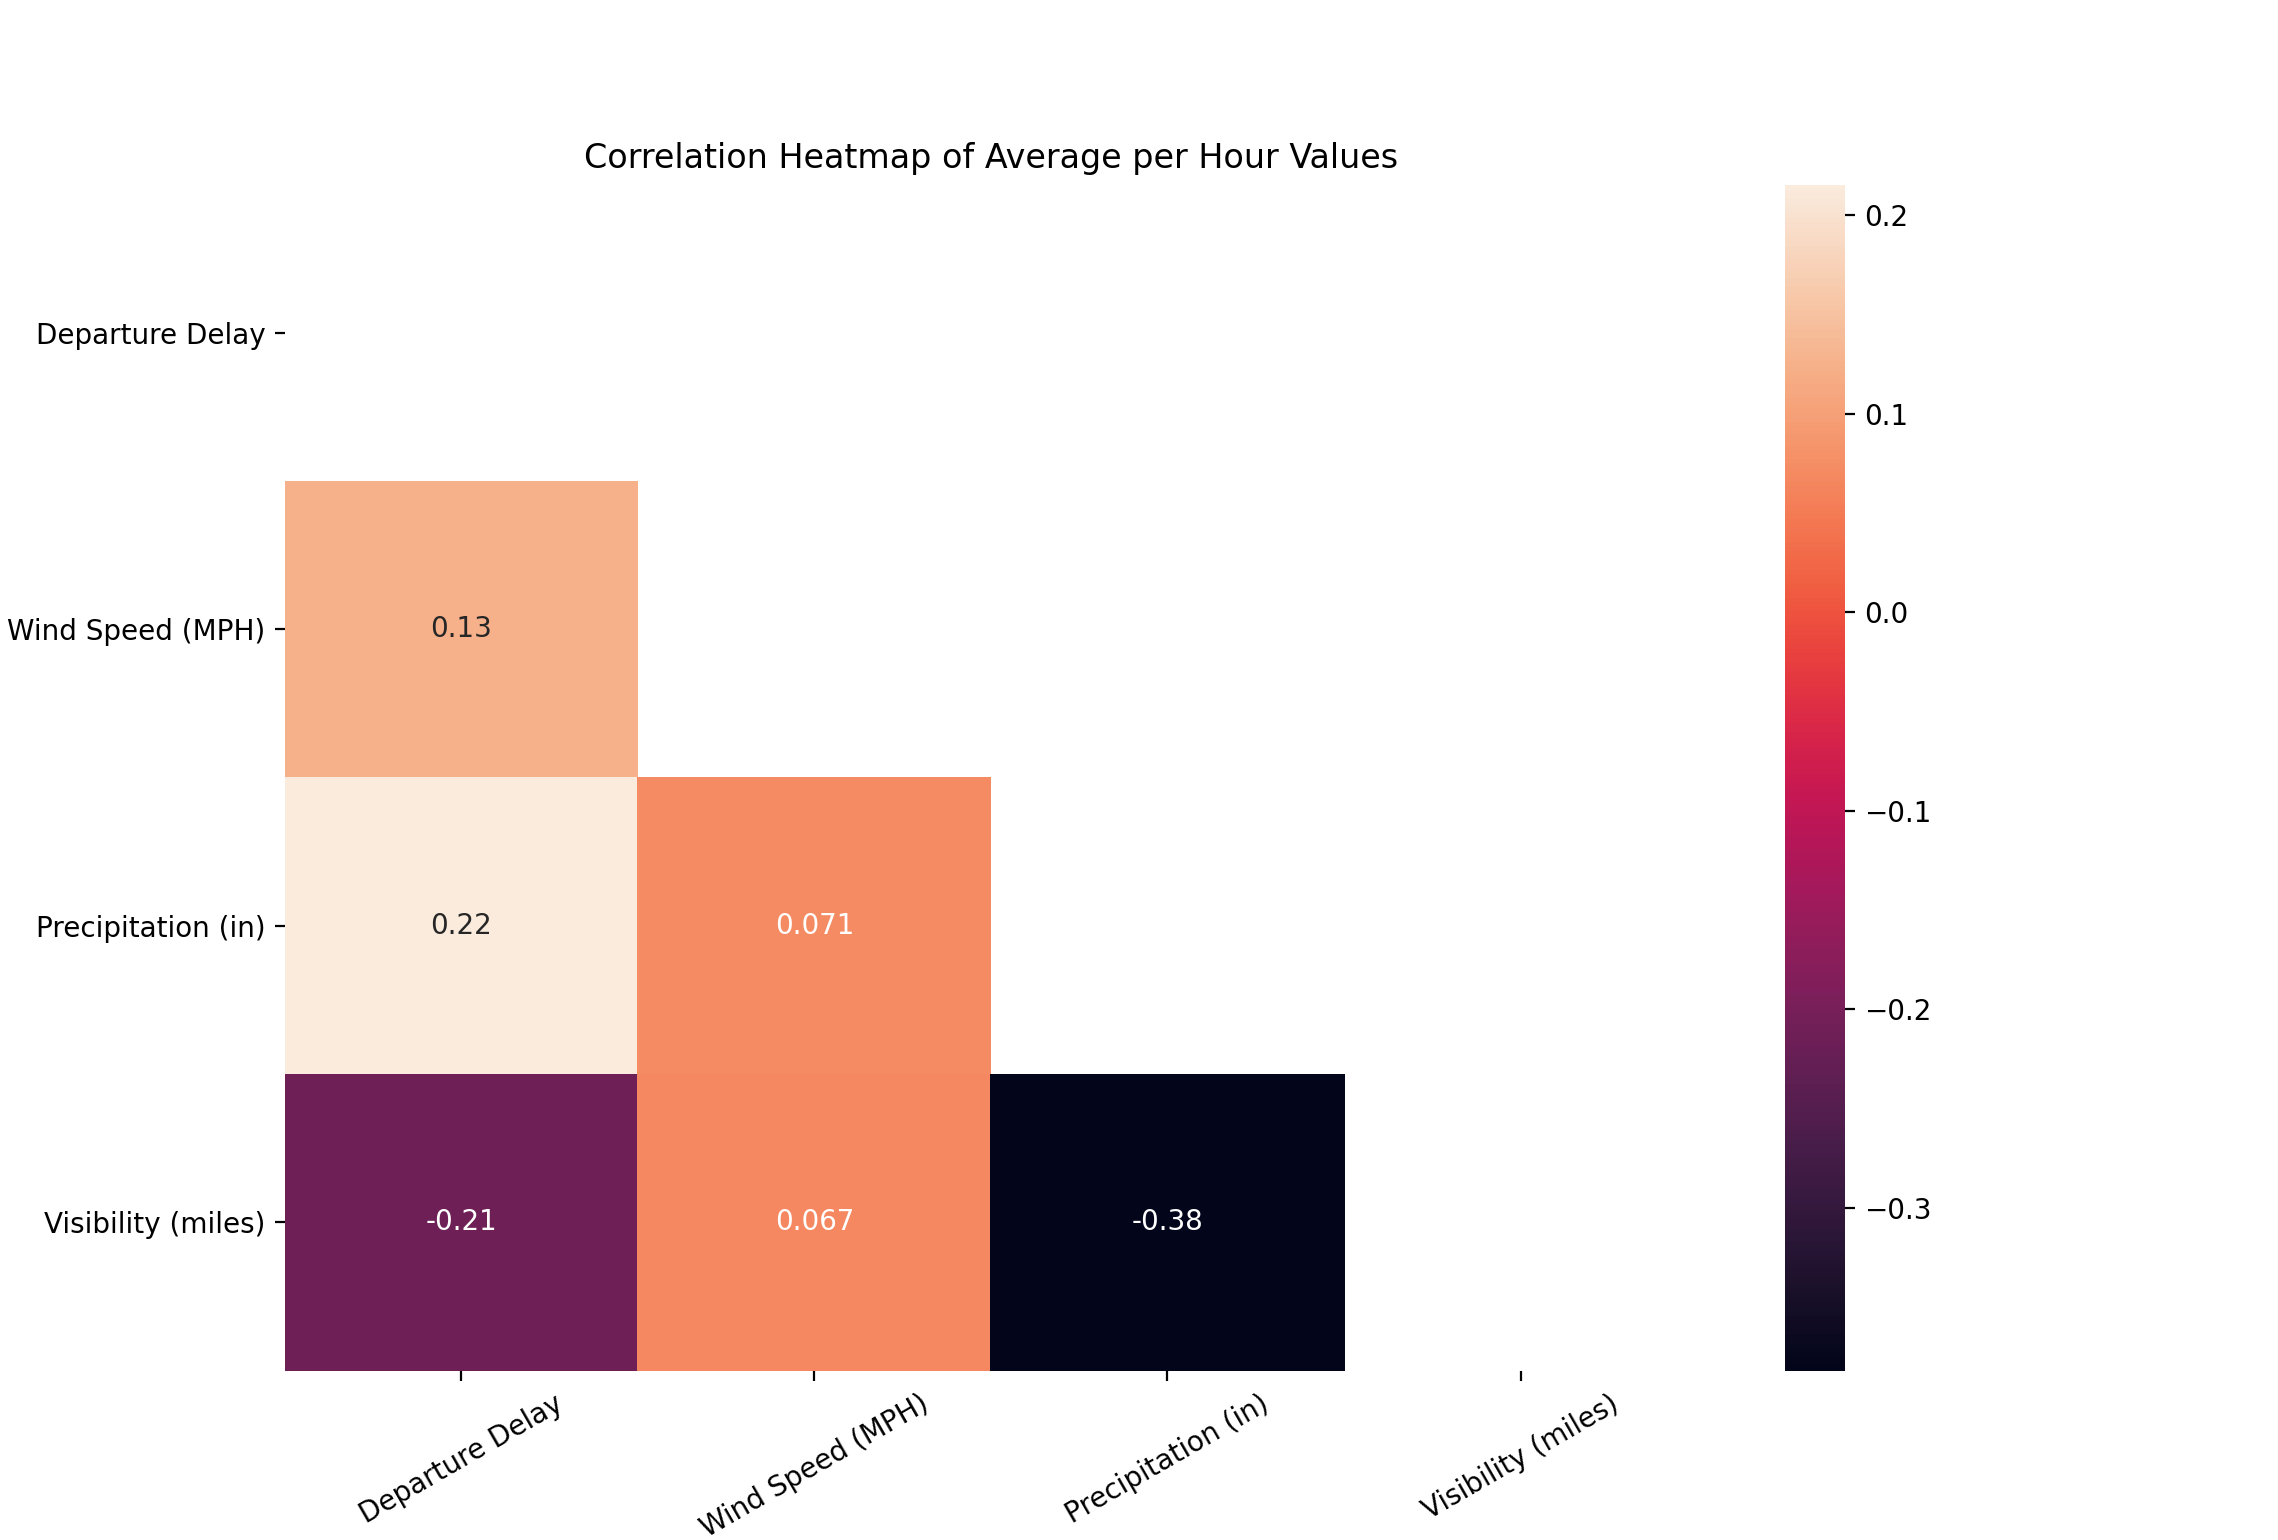 Correlation Heatmap of Average per Hour Values
Departure Delay
Wind Speed (MPH)
Precipitation (in)
Visibility (miles)
0.13
0.22
0.071
-0.21
0.067
-0.38
Departure Delay
Wind Speed (MPH)
Precipitation (in)
Visibility (miles)
0.2
0.1
0.0
−0.1
−0.2
−0.3